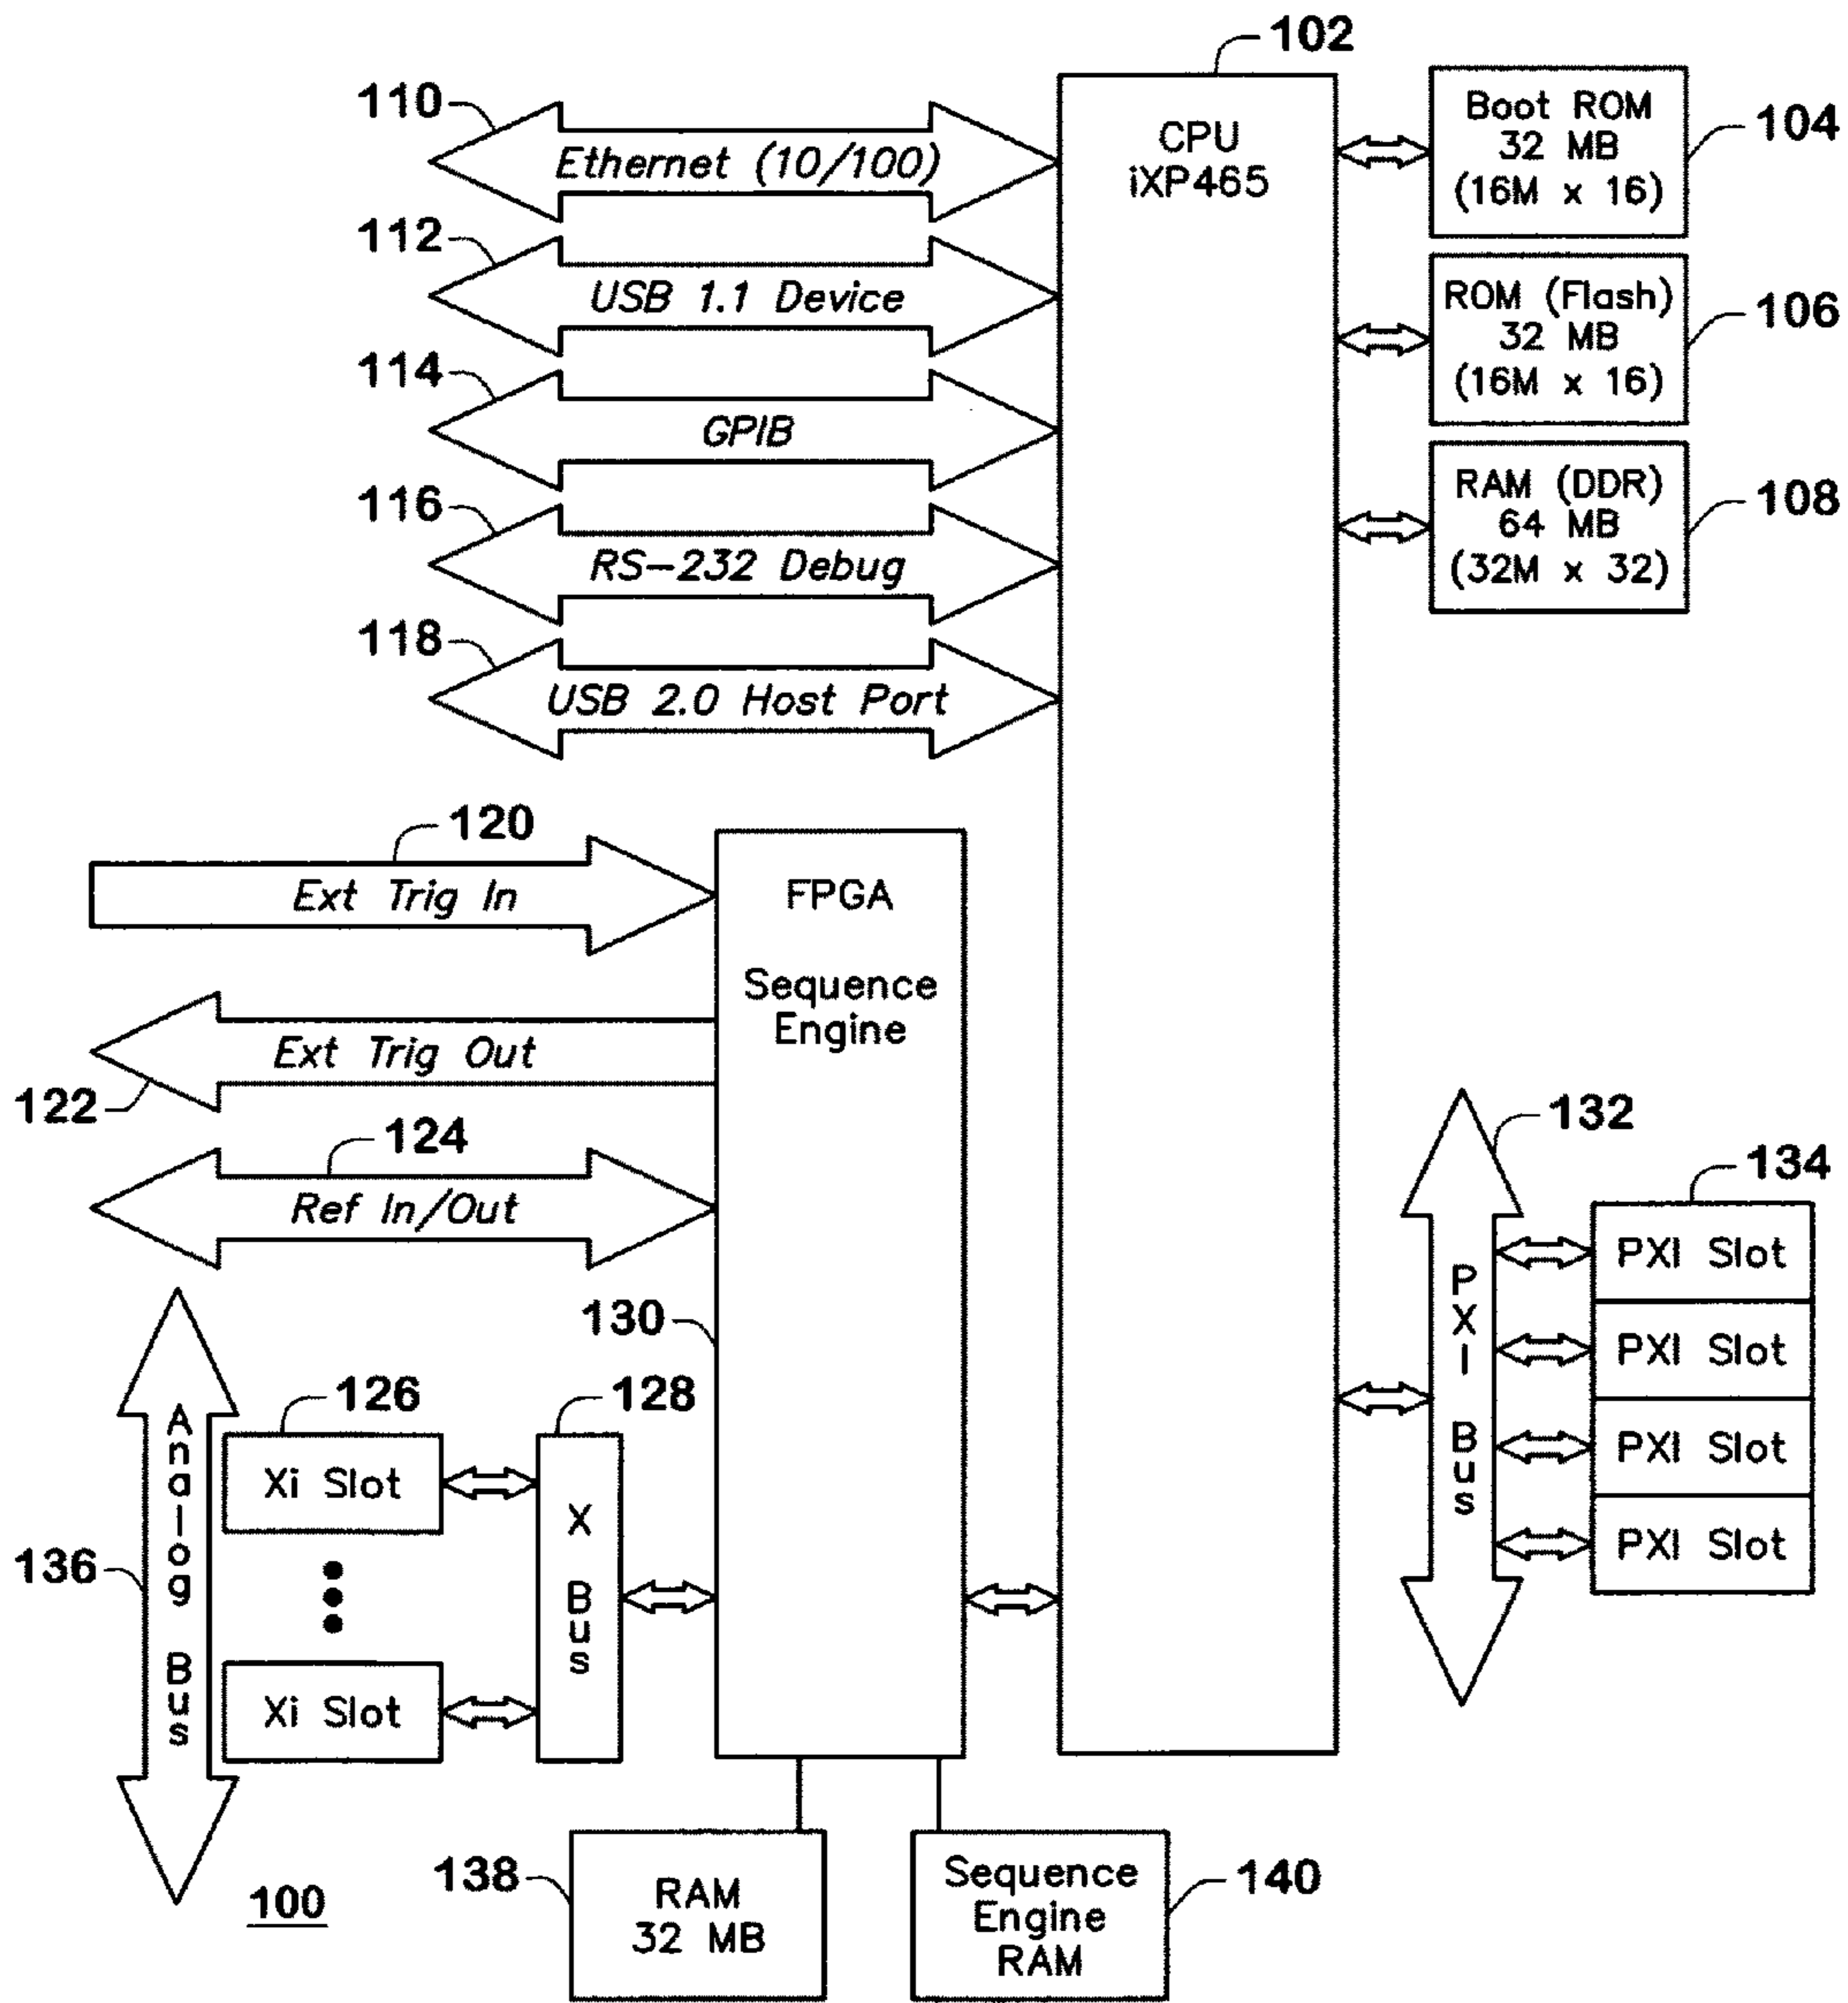 102
110
Ethernet (10/100)
112
USB 1.1 Device
114
GPIB
116
RS-232 Debug
118
USB 2.0 Host Port
CPU
iXP465
Boot ROM
32 MB
(16M x 16)
104
ROM (Flash)
32 MB
(16M x 16)
106
RAM (DDR)
64 MB
(32M x 32)
108
120
Ext Trig In
Ext Trig Out
122
124
Ref In/Out
FPGA
Sequence
Engine
130
132
PXI Bus
134
PXI Slot
PXI Slot
PXI Slot
PXI Slot
136
Analog Bus
126
Xi Slot
Xi Slot
128
X Bus
138
RAM
32 MB
Sequence
Engine
RAM
140
100